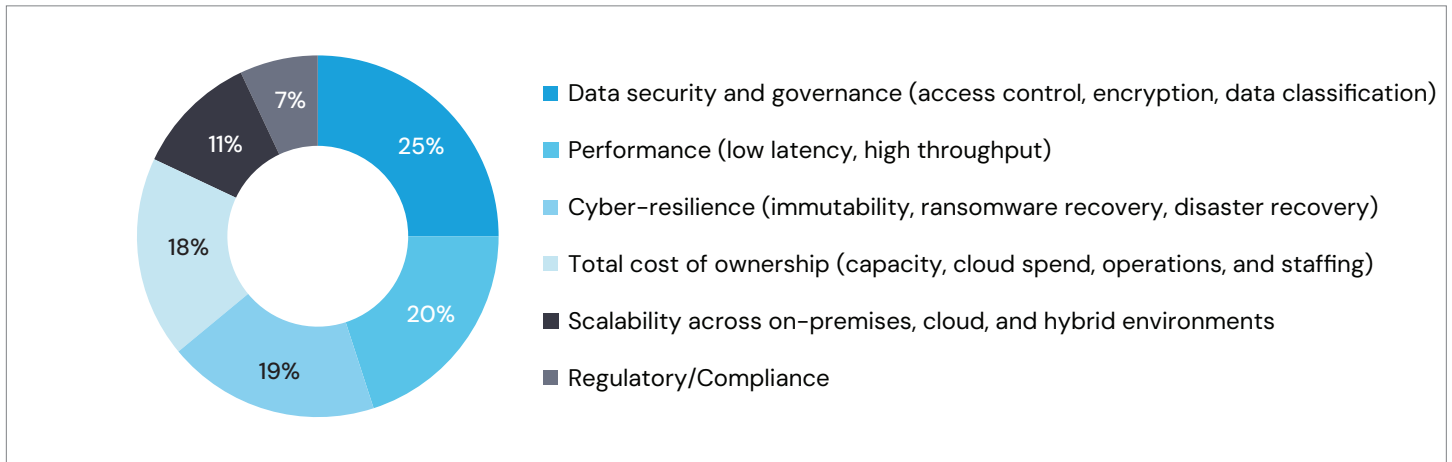 7%
25%
11%
18%
20%
19%
Data security and governance (access control, encryption, data classification)
Performance (low latency, high throughput)
Cyber-resilience (immutability, ransomware recovery, disaster recovery)
Total cost of ownership (capacity, cloud spend, operations, and staffing)
Scalability across on-premises, cloud, and hybrid environments
Regulatory/Compliance